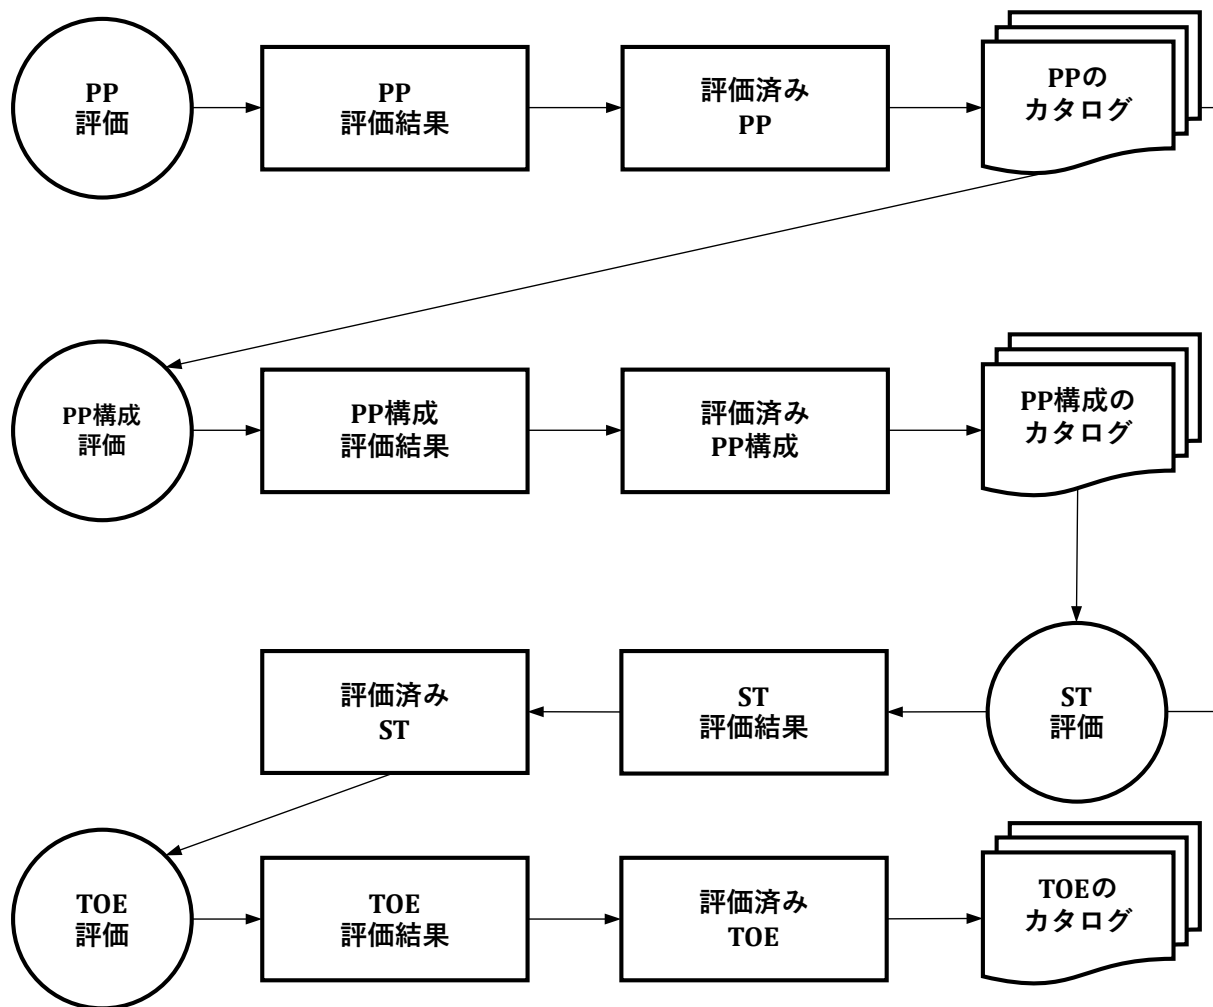 PP
評価
PP
評価結果
評価済み
PP
PPの
カタログ
PP構成
評価
PP構成
評価結果
評価済み
PP構成
PP構成の
カタログ
評価済み
ST
ST
評価結果
ST
評価
TOE
評価
TOE
評価結果
評価済み
TOE
TOEの
カタログ